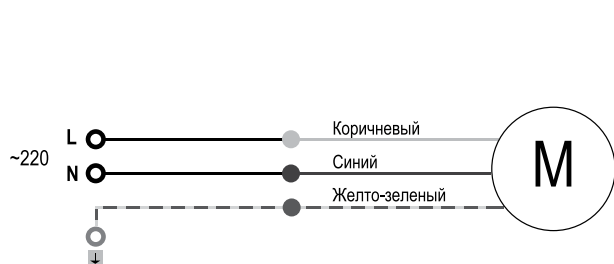 L
Коричневый
~220
N
Синий
M
Желто-зеленый